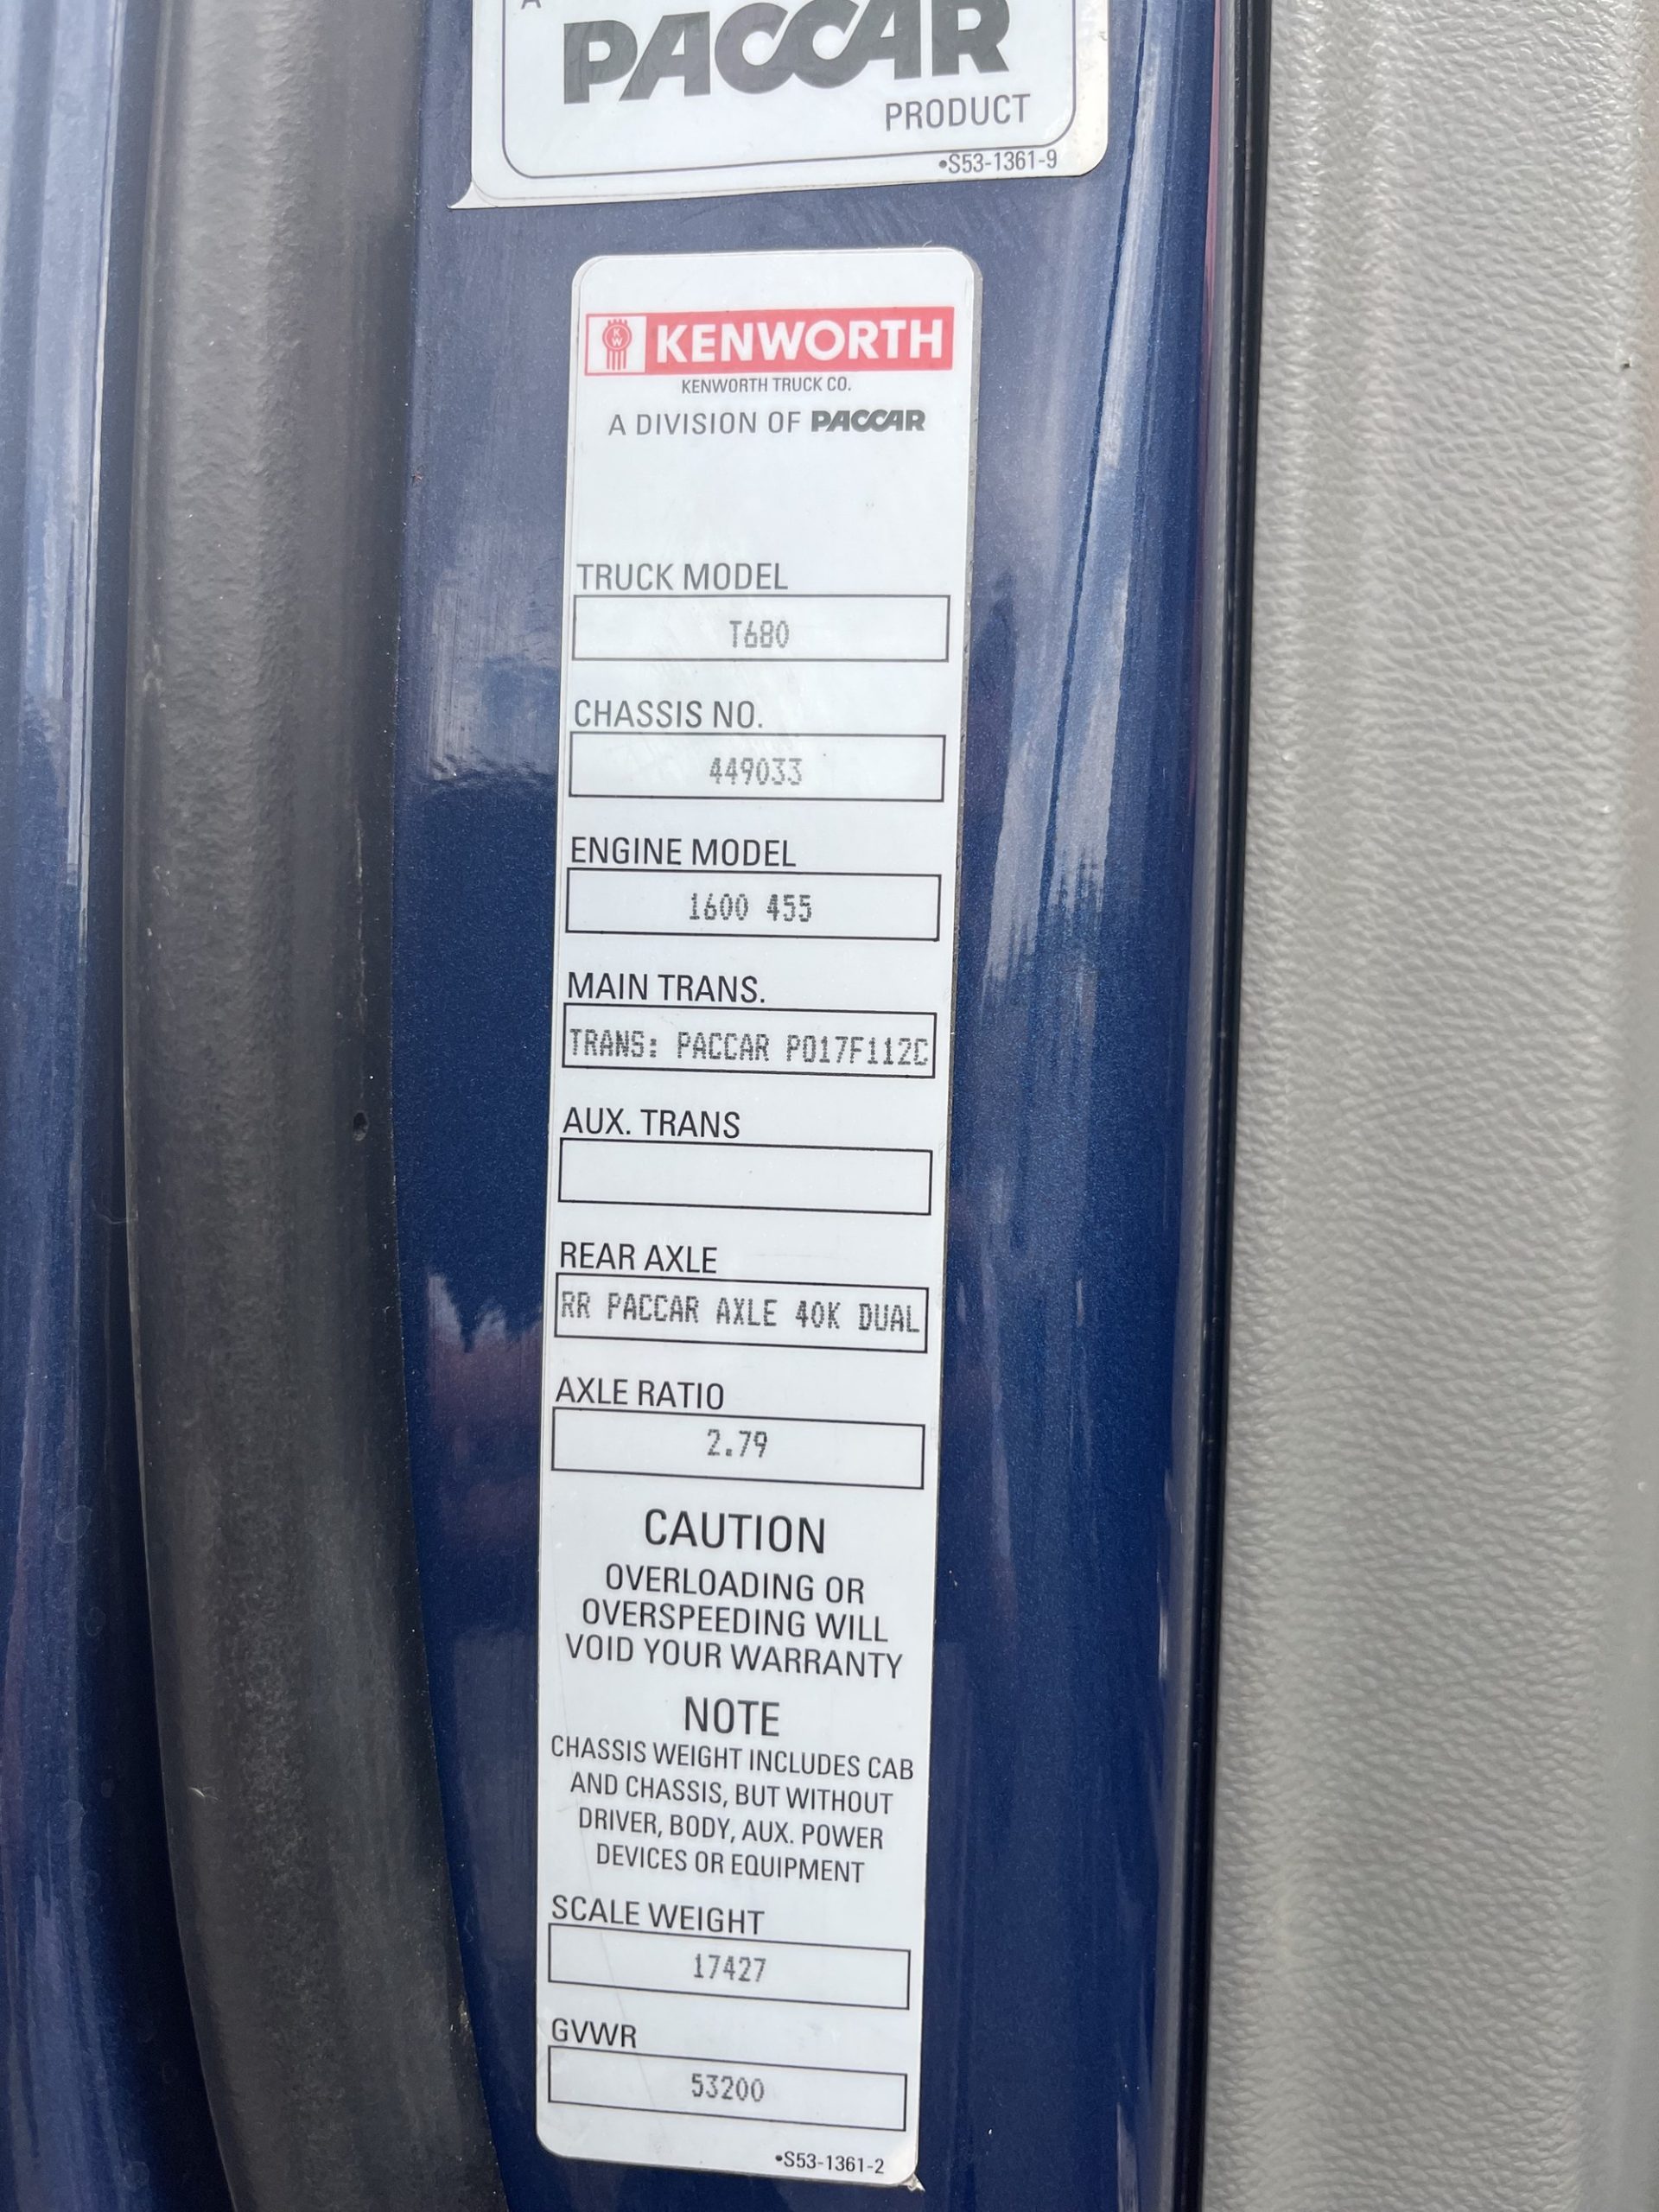 A
PACCAR
PRODUCT
•S53-1361-9
KW KENWORTH
KENWORTH TRUCK CO.
A DIVISION OF PACCAR
TRUCK MODEL
T680
CHASSIS NO.
449033
ENGINE MODEL
1600 455
MAIN TRANS.
TRANS: PACCAR PO17F112C
AUX. TRANS
REAR AXLE
RR PACCAR AXLE 40K DUAL
AXLE RATIO
2.79
CAUTION
OVERLOADING OR
OVERSPEEDING WILL
VOID YOUR WARRANTY
NOTE
CHASSIS WEIGHT INCLUDES CAB
AND CHASSIS, BUT WITHOUT
DRIVER, BODY, AUX. POWER
DEVICES OR EQUIPMENT
SCALE WEIGHT
17427
GVWR
53200
•S53-1361-2